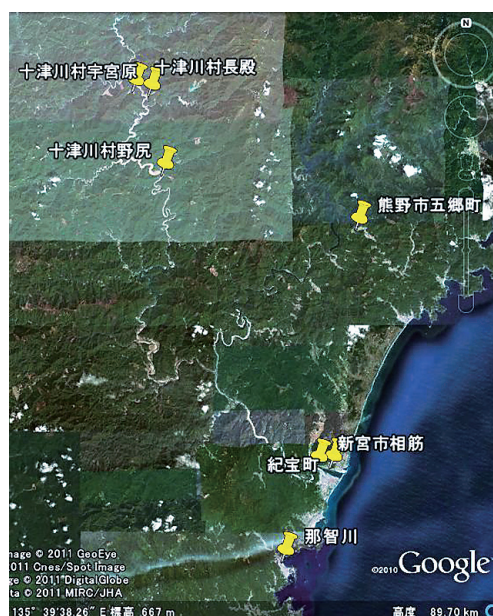 N
十津川村宇宮原 十津川村長殿
十津川村野尻
熊野市五郷町
新宮市相筋
紀宝町
那智川
mage © 2011 GeoEye
2011 Cnes/Spot Image
ge © 2011 DigitalGlobe
ta © 2011 MIRC/JHA
©2010 Google
135° 39'38.26" E 標高 667 m 高度 89.70 km